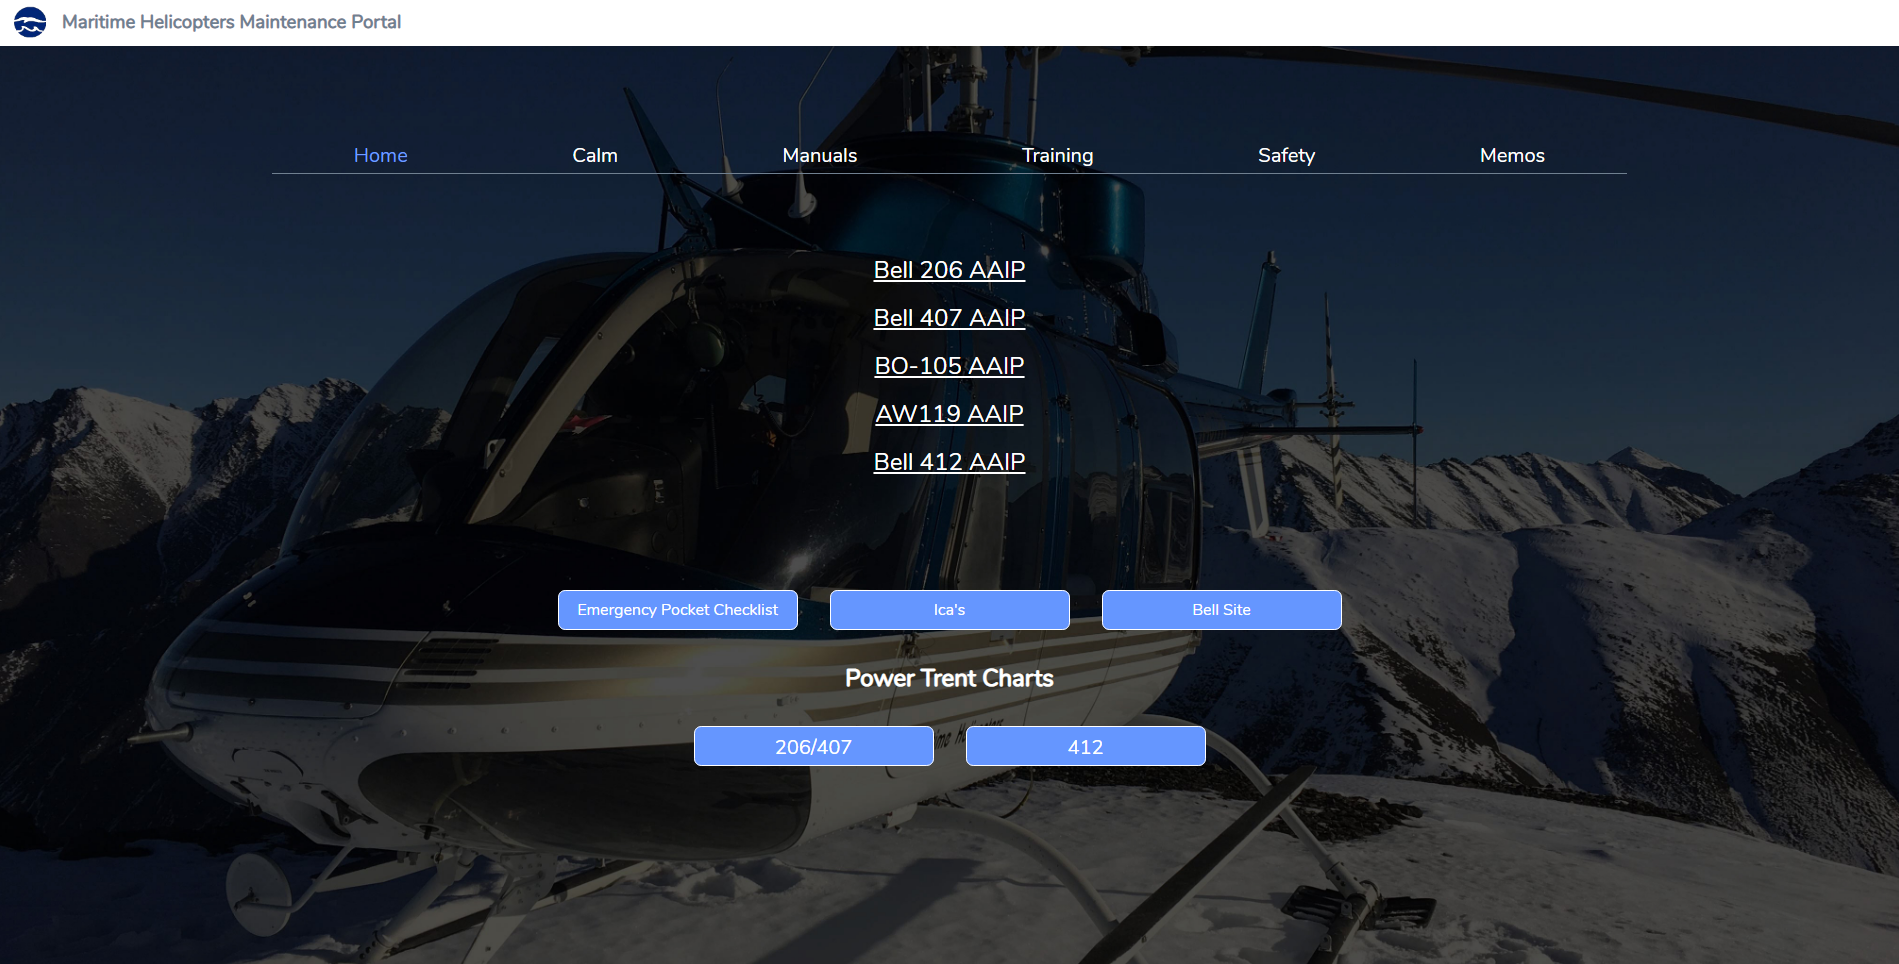 Maritime Helicopters Maintenance Portal
Home Calm Manuals Training Safety Memos
Bell 206 AAIP
Bell 407 AAIP
BO-105 AAIP
AW119 AAIP
Bell 412 AAIP
Emergency Pocket Checklist Ica's Bell Site
Power Trent Charts
206/407 412